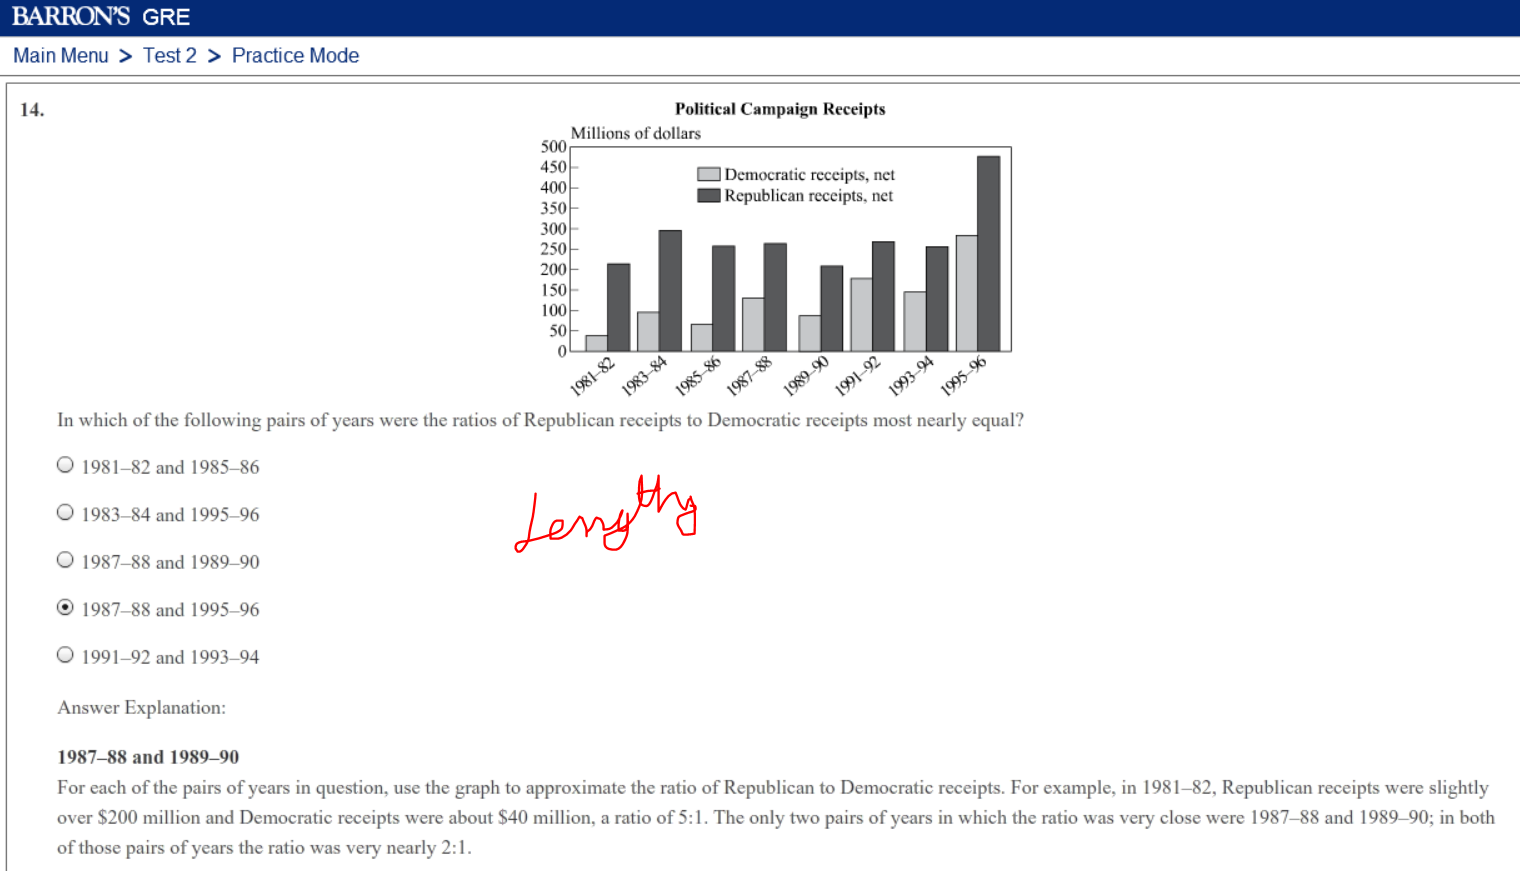 BARRON'S GRE
Main Menu > Test 2 > Practice Mode
14.
Political Campaign Receipts
Millions of dollars
500
450
400
350
300
250
200
150
100
50
0
Democratic receipts, net
Republican receipts, net
1981–82
1983–84
1985–86
1987–88
1989–90
1991–92
1993–94
1995–96
In which of the following pairs of years were the ratios of Republican receipts to Democratic receipts most nearly equal?
1981–82 and 1985–86
1983–84 and 1995–96
1987–88 and 1989–90
1987–88 and 1995–96
1991–92 and 1993–94
Lengthy
Answer Explanation:
1987–88 and 1989–90
For each of the pairs of years in question, use the graph to approximate the ratio of Republican to Democratic receipts. For example, in 1981–82, Republican receipts were slightly
over $200 million and Democratic receipts were about $40 million, a ratio of 5:1. The only two pairs of years in which the ratio was very close were 1987–88 and 1989–90; in both
of those pairs of years the ratio was very nearly 2:1.